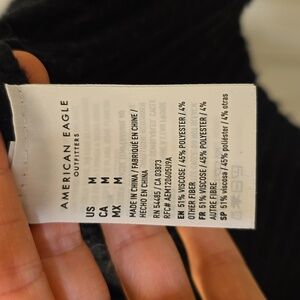 AMERICAN EAGLE
OUTFITTERS
US M
CA M
MX M
MADE IN CHINA / FABRIQUÉ EN CHINE /
HECHO EN CHINA
RN 54485 / CA 03873
EN 51% VISCOSE / 45% POLYESTER / 4%
OTHER FIBER
FR 51% VISCOSE / 45% POLYESTER / 4%
AUTRE FIBRE
SP 51% viscosa / 45% poliéster / 4% otras